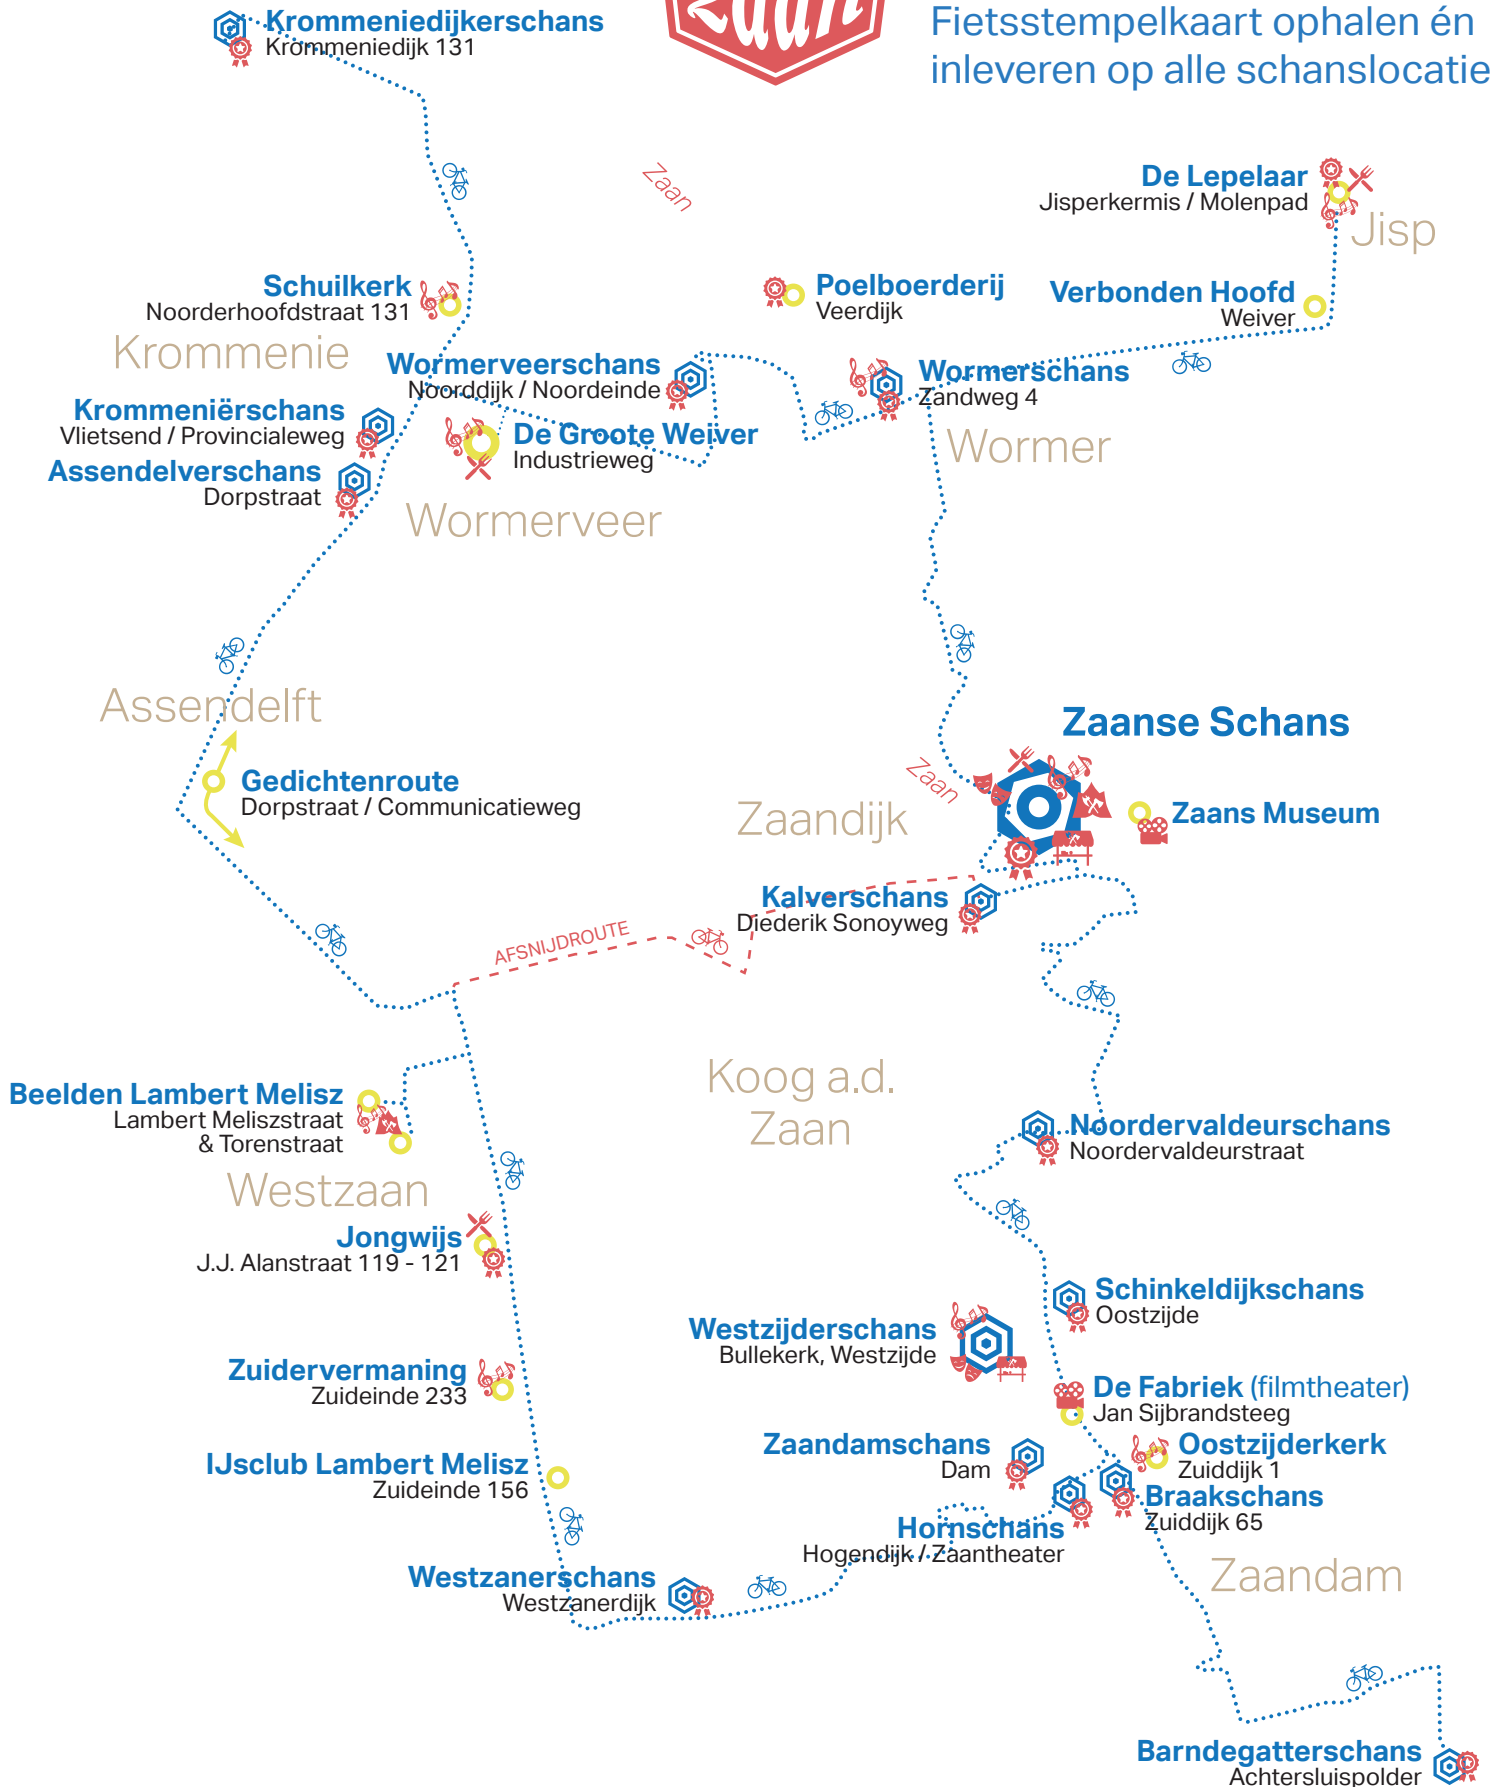 Zaan
Fietsstempelkaart ophalen én
inleveren op alle schanslocatie
Krommeniedijkerschans
Krommeniedijk 131
Zaan
De Lepelaar
Jisperkermis / Molenpad
Jisp
Schuilkerk
Noorderhoofdstraat 131
Krommenie
Poelboerderij
Veerdijk
Verbonden Hoofd
Weiver
Wormerveerschans
Noorddijk / Noordeinde
Wormerschans
Zandweg 4
Wormer
Krommeniërschans
Vlietsend / Provincialeweg
De Groote Weiver
Industrieweg
Assendelverschans
Dorpstraat
Wormerveer
Assendelft
Zaanse Schans
Gedichtenroute
Dorpstraat / Communicatieweg
Zaan
Zaandijk
Zaans Museum
Kalverschans
Diederik Sonoyweg
AFSNIJDROUTE
Koog a.d.
Zaan
Beelden Lambert Melisz
Lambert Meliszstraat
& Torenstraat
Westzaan
Noordervaldeurschans
Noordervaldeurstraat
Jongwijs
J.J. Alanstraat 119 - 121
Schinkeldijkschans
Oostzijde
Westzijderschans
Bullekerk, Westzijde
Zuidervermaning
Zuideinde 233
De Fabriek (filmtheater)
Jan Sijbrandsteeg
Zaandamschans
Dam
Oostzijderkerk
Zuiddijk 1
IJsclub Lambert Melisz
Zuideinde 156
Braakschans
Zuiddijk 65
Hornschans
Hogendijk / Zaantheater
Westzanerschans
Westzanerdijk
Zaandam
Barndegatterschans
Achtersluispolder